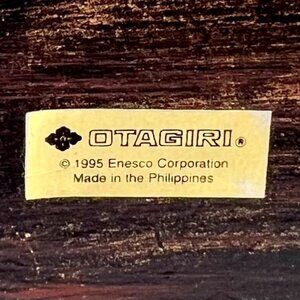 OTAGIRI®
© 1995 Enesco Corporation
Made in the Philippines